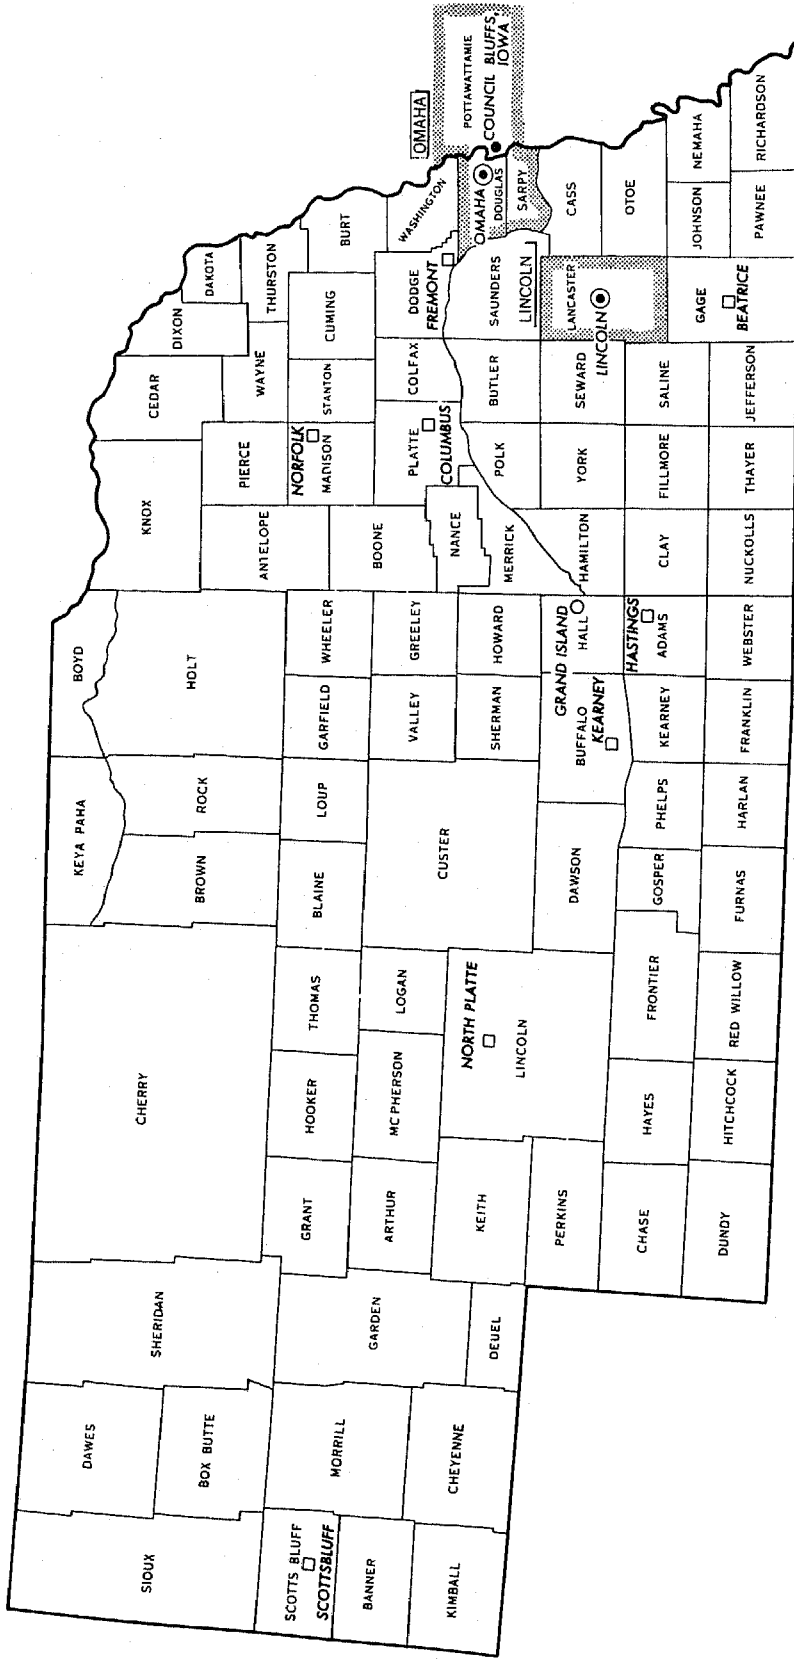 SIOUX
DAWES
BOX BUTTE
SHERIDAN
CHERRY
KEYA PAHA
BOYD
BROWN
ROCK
HOLT
KNOX
CEDAR
DIXON
DAKOTA
SCOTTS BLUFF
SCOTTSBLUFF
BANNER
KIMBALL
MORRILL
CHEYENNE
GARDEN
DEUEL
GRANT
HOOKER
THOMAS
BLAINE
LOUP
GARFIELD
WHEELER
ANTELOPE
PIERCE
WAYNE
THURSTON
NORFOLK
MADISON
STANTON
CUMING
BURT
ARTHUR
MC PHERSON
LOGAN
CUSTER
VALLEY
GREELEY
BOONE
PLATTE
COLUMBUS
COLFAX
DODGE
FREMONT
WASHINGTON
OMAHA
POTTAWATTAMIE
COUNCIL BLUFFS,
IOWA
KEITH
NORTH PLATTE
LINCOLN
SHERMAN
HOWARD
NANCE
MERRICK
POLK
BUTLER
SAUNDERS
LINCOLN
OMAHA
DOUGLAS
SARPY
PERKINS
DAWSON
BUFFALO
KEARNEY
GRAND ISLAND
HALL
HAMILTON
YORK
SEWARD
LINCOLN
LANCASTER
CASS
OTOE
CHASE
HAYES
FRONTIER
GOSPER
PHELPS
KEARNEY
HASTINGS
ADAMS
CLAY
FILLMORE
SALINE
GAGE
BEATRICE
JOHNSON
NEMAHA
DUNDY
HITCHCOCK
RED WILLOW
FURNAS
HARLAN
FRANKLIN
WEBSTER
NUCKOLLS
THAYER
JEFFERSON
PAWNEE
RICHARDSON